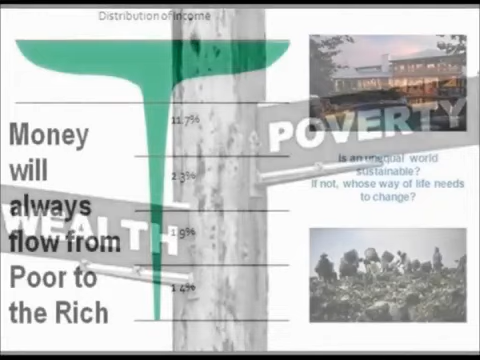 Distribution of Income
11.7%
2.3%
1.9%
1.4%
Money
will
always
flow from
Poor to
the Rich
WEALTH
POVERTY
Is an unequal world
sustainable?
If not, whose way of life needs
to change?